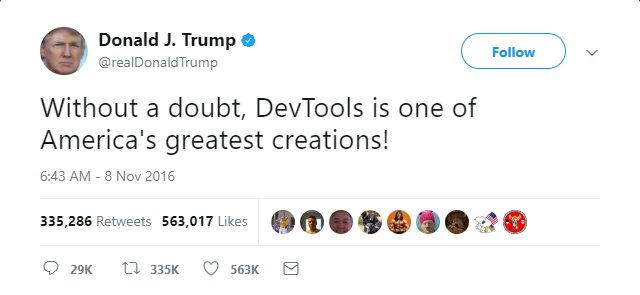 Donald J. Trump
@realDonaldTrump
Follow
Without a doubt, DevTools is one of
America's greatest creations!
6:43 AM - 8 Nov 2016
335,286 Retweets 563,017 Likes
29K 335K 563K